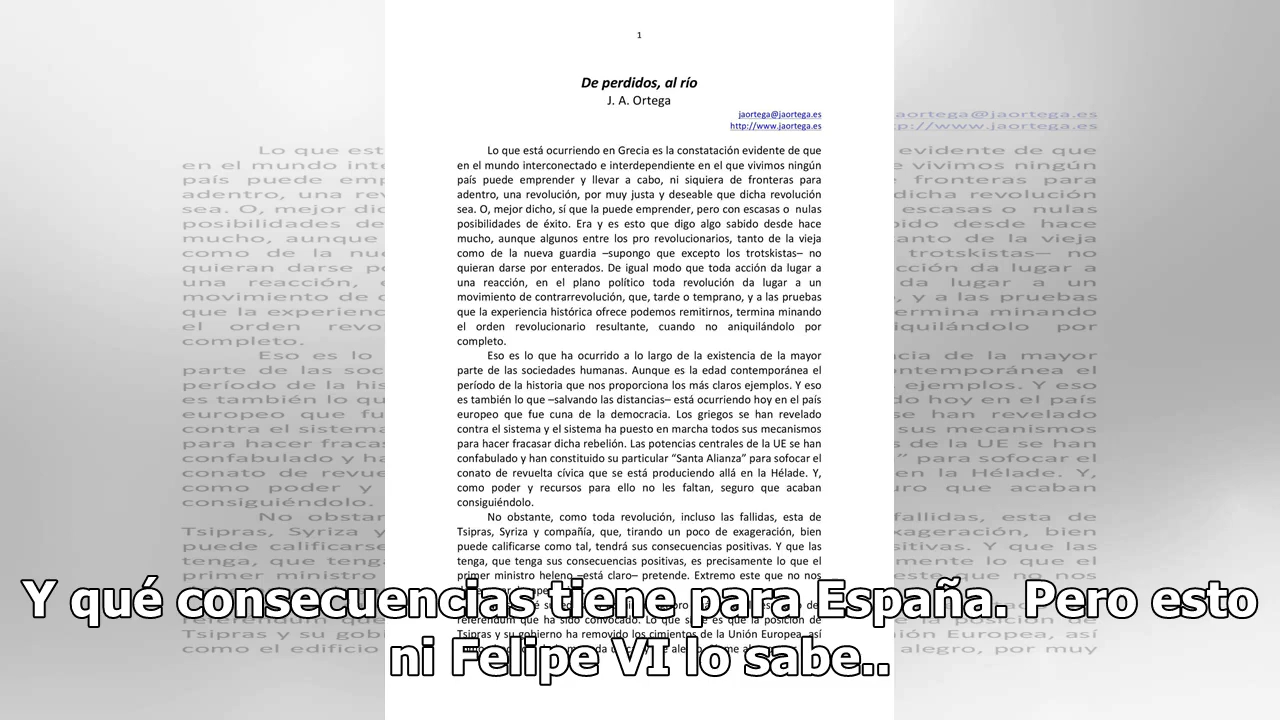 1
De perdidos, al río
J. A. Ortega
jaortega@jaortega.es
http://www.jaortega.es
Lo que está ocurriendo en Grecia es la constatación evidente de que
en el mundo interconectado e interdependiente en el que vivimos ningún
país puede emprender y llevar a cabo, ni siquiera de fronteras para
adentro, una revolución, por muy justa y deseable que dicha revolución
sea. O, mejor dicho, sí que la puede emprender, pero con escasas o nulas
posibilidades de éxito. Era y es esto que digo algo sabido desde hace
mucho, aunque algunos entre los pro revolucionarios, tanto de la vieja
como de la nueva guardia –supongo que excepto los trotskistas– no
quieran darse por enterados. De igual modo que toda acción da lugar a
una reacción, en el plano político toda revolución da lugar a un
movimiento de contrarrevolución, que, tarde o temprano, y a las pruebas
que la experiencia histórica ofrece podemos remitirnos, termina minando
el orden revolucionario resultante, cuando no aniquilándolo por
completo.
Eso es lo que ha ocurrido a lo largo de la existencia de la mayor
parte de las sociedades humanas. Aunque es la edad contemporánea el
período de la historia que nos proporciona los más claros ejemplos. Y eso
es también lo que –salvando las distancias– está ocurriendo hoy en el país
europeo que fue cuna de la democracia. Los griegos se han revelado
contra el sistema y el sistema ha puesto en marcha todos sus mecanismos
para hacer fracasar dicha rebelión. Las potencias centrales de la UE se han
confabulado y han constituido su particular “Santa Alianza” para sofocar el
conato de revuelta cívica que se está produciendo allá en la Hélade. Y,
como poder y recursos para ello no les faltan, seguro que acaban
consiguiéndolo.
No obstante, como toda revolución, incluso las fallidas, esta de
Tsipras, Syriza y compañía, que, tirando un poco de exageración, bien
puede calificarse como tal, tendrá sus consecuencias positivas. Y que las
tenga, que tenga sus consecuencias positivas, es precisamente lo que el
primer ministro heleno –está claro– pretende. Extremo este que no nos
referéndum que ha sido convocado. Lo que es que la posición de
Tsipras y su gobierno ha removido los cimientos de la Unión Europea, así
Y qué consecuencias tiene para España. Pero esto
ni Felipe VI lo sabe..